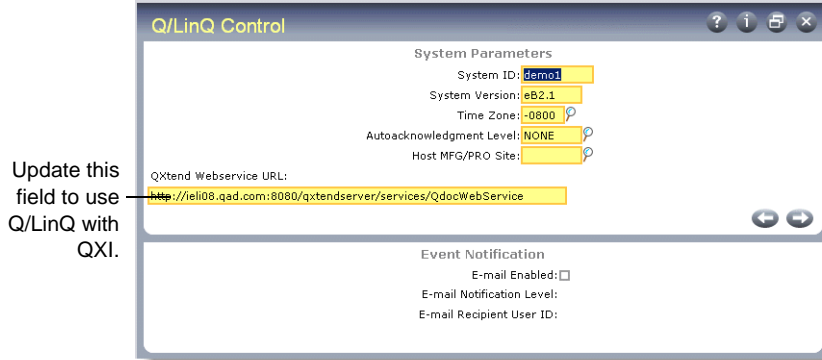 Q/LinQ Control
System Parameters
System ID: demo1
System Version: eB2.1
Time Zone: -0800
Autoacknowledgment Level: NONE
Host MFG/PRO Site:
QXtend Webservice URL:
http://ieli08.qad.com:8080/qxtendserver/services/QdocWebService
Update this
field to use
Q/LinQ with
QXI.
Event Notification
E-mail Enabled:
E-mail Notification Level:
E-mail Recipient User ID: